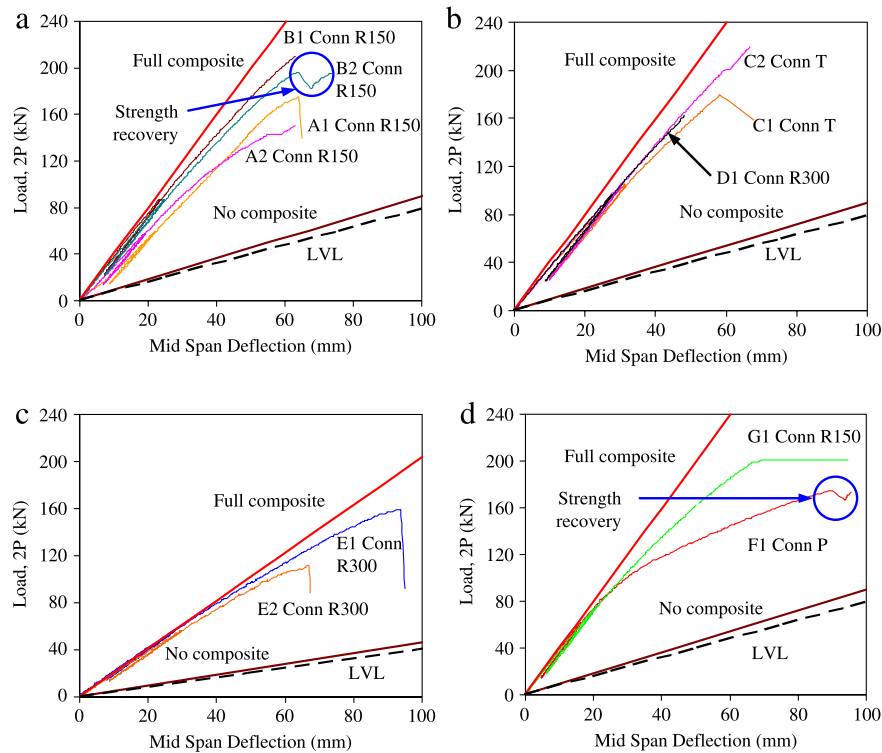 a
Load, 2P (kN)
240
200
160
120
80
40
0
B1 Conn R150
Full composite
B2 Conn
R150
Strength
recovery
A1 Conn R150
A2 Conn R150
No composite
LVL
0 20 40 60 80 100
Mid Span Deflection (mm)
b
Load, 2P (kN)
240
200
160
120
80
40
0
Full composite
C2 Conn T
C1 Conn T
D1 Conn R300
No composite
LVL
0 20 40 60 80 100
Mid Span Deflection (mm)
c
Load, 2P (kN)
240
200
160
120
80
40
0
Full composite
E1 Conn
R300
E2 Conn R300
No composite
LVL
0 20 40 60 80 100
Mid Span Deflection (mm)
d
Load, 2P (kN)
240
200
160
120
80
40
0
G1 Conn R150
Full composite
Strength
recovery
F1 Conn P
No composite
LVL
0 20 40 60 80 100
Mid Span Deflection (mm)